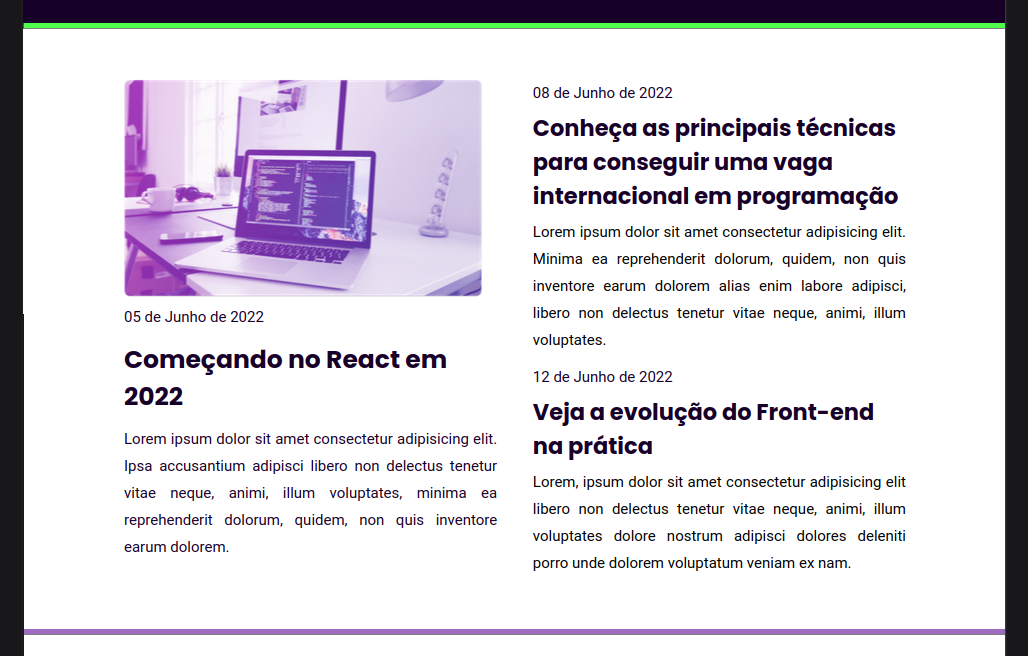 05 de Junho de 2022
Começando no React em
2022
Lorem ipsum dolor sit amet consectetur adipisicing elit.
Ipsa accusantium adipisci libero non delectus tenetur
vitae neque, animi, illum voluptates, minima ea
reprehenderit dolorum, quidem, non quis inventore
earum dolorem.
08 de Junho de 2022
Conheça as principais técnicas
para conseguir uma vaga
internacional em programação
Lorem ipsum dolor sit amet consectetur adipisicing elit.
Minima ea reprehenderit dolorum, quidem, non quis
inventore earum dolorem alias enim labore adipisci,
libero non delectus tenetur vitae neque, animi, illum
voluptates.
12 de Junho de 2022
Veja a evolução do Front-end
na prática
Lorem, ipsum dolor sit amet consectetur adipisicing elit
libero non delectus tenetur vitae neque, animi, illum
voluptates dolore nostrum adipisci dolores deleniti
porro unde dolorem voluptatum veniam ex nam.